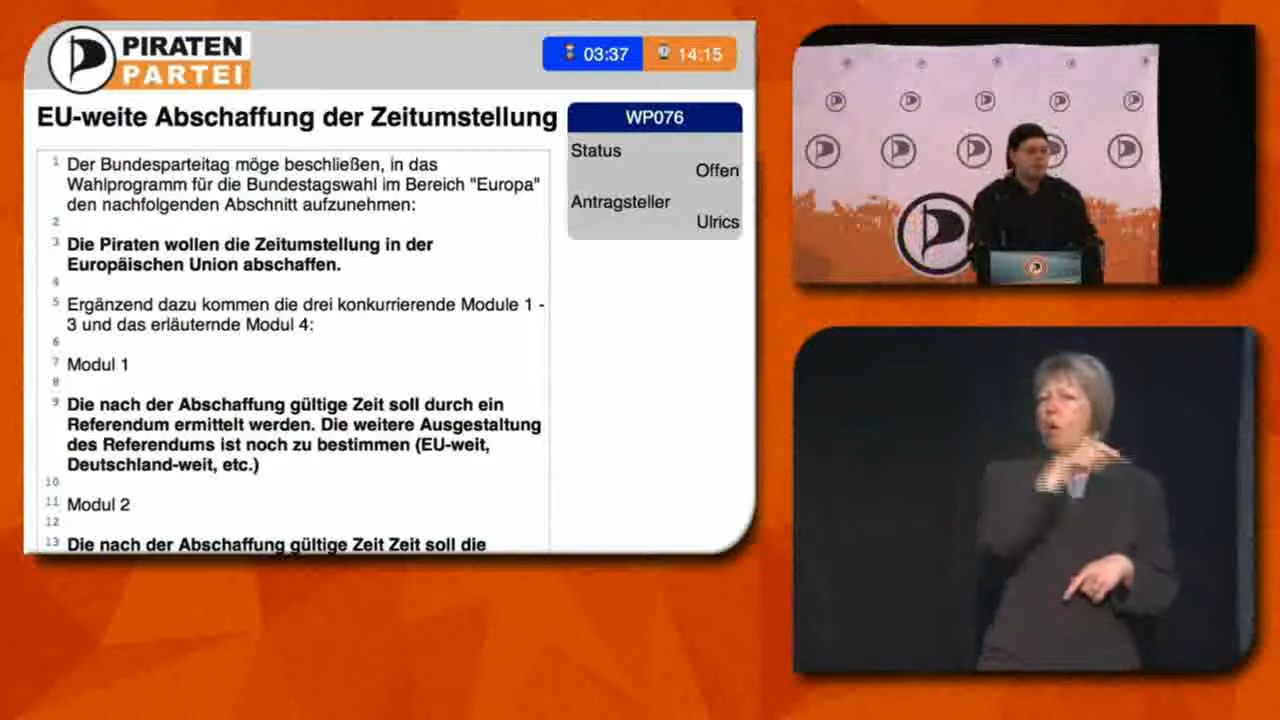 PIRATEN
PARTEI
03:37
14:15
EU-weite Abschaffung der Zeitumstellung
WP076
Status
Offen
Antragsteller
Ulrics
1 Der Bundesparteitag möge beschließen, in das
Wahlprogramm für die Bundestagswahl im Bereich "Europa"
den nachfolgenden Abschnitt aufzunehmen:
2
3 Die Piraten wollen die Zeitumstellung in der
Europäischen Union abschaffen.
4
5 Ergänzend dazu kommen die drei konkurrierende Module 1 -
3 und das erläuternde Modul 4:
6
7 Modul 1
8
9 Die nach der Abschaffung gültige Zeit soll durch ein
Referendum ermittelt werden. Die weitere Ausgestaltung
des Referendums ist noch zu bestimmen (EU-weit,
Deutschland-weit, etc.)
10
11 Modul 2
12
13 Die nach der Abschaffung gültige Zeit Zeit soll die